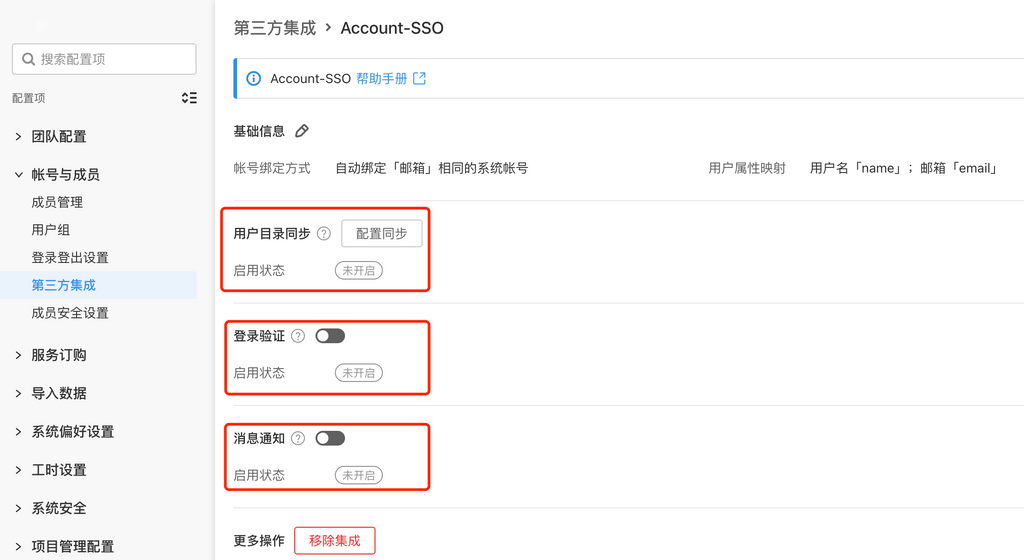 搜索配置项
配置项
团队配置
帐号与成员
成员管理
用户组
登录登出设置
第三方集成
成员安全设置
服务订购
导入数据
系统偏好设置
工时设置
系统安全
项目管理配置
第三方集成 > Account-SSO
Account-SSO 帮助手册
基础信息
帐号绑定方式 自动绑定「邮箱」相同的系统帐号 用户属性映射 用户名「name」; 邮箱「email」
用户目录同步 ? 配置同步
启用状态 未开启
登录验证 ?
启用状态 未开启
消息通知 ?
启用状态 未开启
更多操作 移除集成